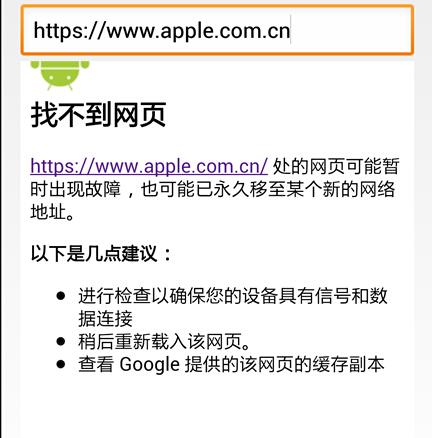 https://www.apple.com.cn
找不到网页
https://www.apple.com.cn/ 处的网页可能暂
时出现故障，也可能已永久移至某个新的网络
地址。
以下是几点建议：
进行检查以确保您的设备具有信号和数
据连接
稍后重新载入该网页。
查看 Google 提供的该网页的缓存副本